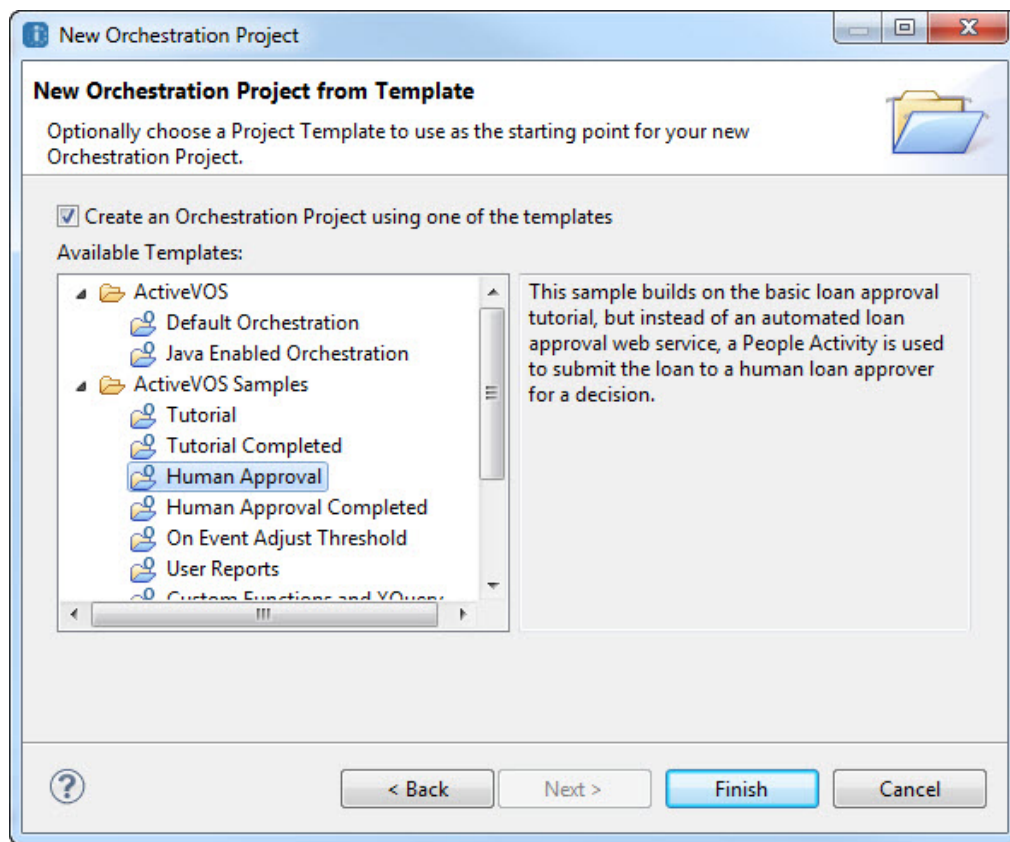 New Orchestration Project
New Orchestration Project from Template
Optionally choose a Project Template to use as the starting point for your new
Orchestration Project.
Create an Orchestration Project using one of the templates
Available Templates:
ActiveVOS
Default Orchestration
Java Enabled Orchestration
ActiveVOS Samples
Tutorial
Tutorial Completed
Human Approval
Human Approval Completed
On Event Adjust Threshold
User Reports
Custom Functions and XQuery
This sample builds on the basic loan approval
tutorial, but instead of an automated loan
approval web service, a People Activity is used
to submit the loan to a human loan approver
for a decision.
? < Back Next > Finish Cancel